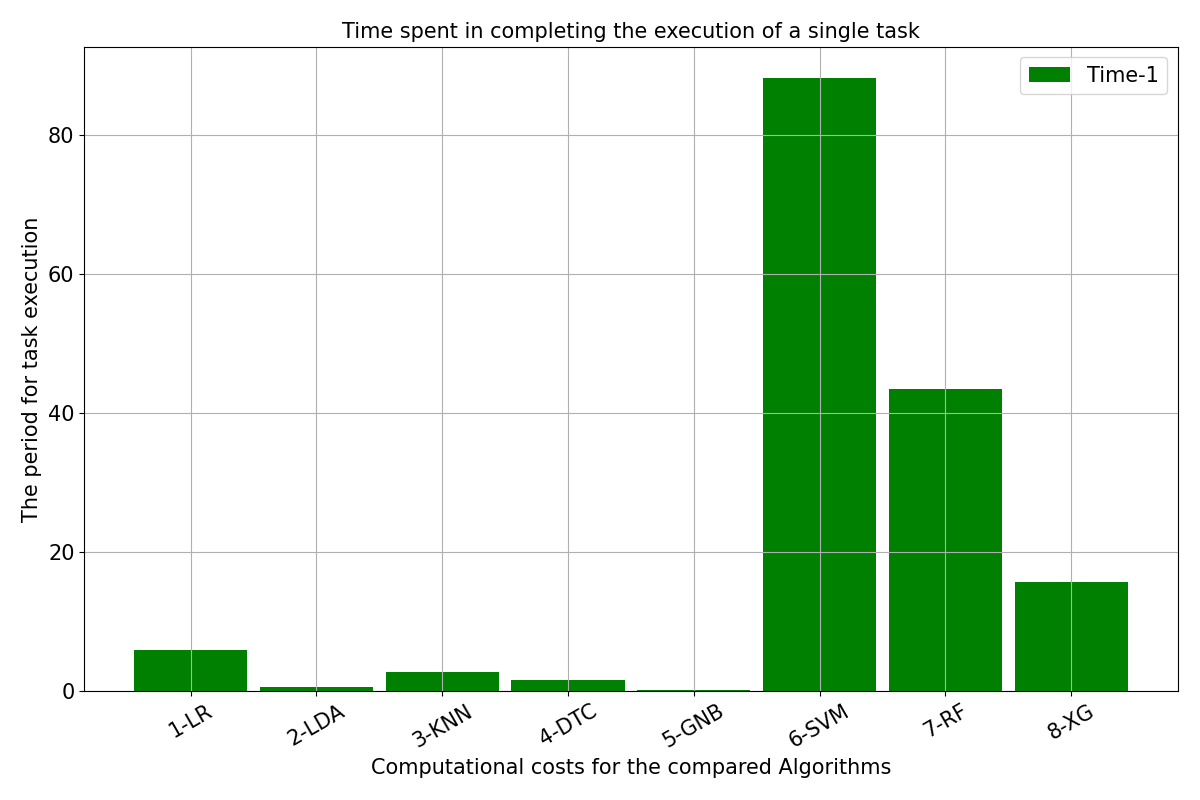 Time spent in completing the execution of a single task
Time-1
The period for task execution
80
60
40
20
0
1-LR
2-LDA
3-KNN
4-DTC
5-GNB
6-SVM
7-RF
8-XG
Computational costs for the compared Algorithms